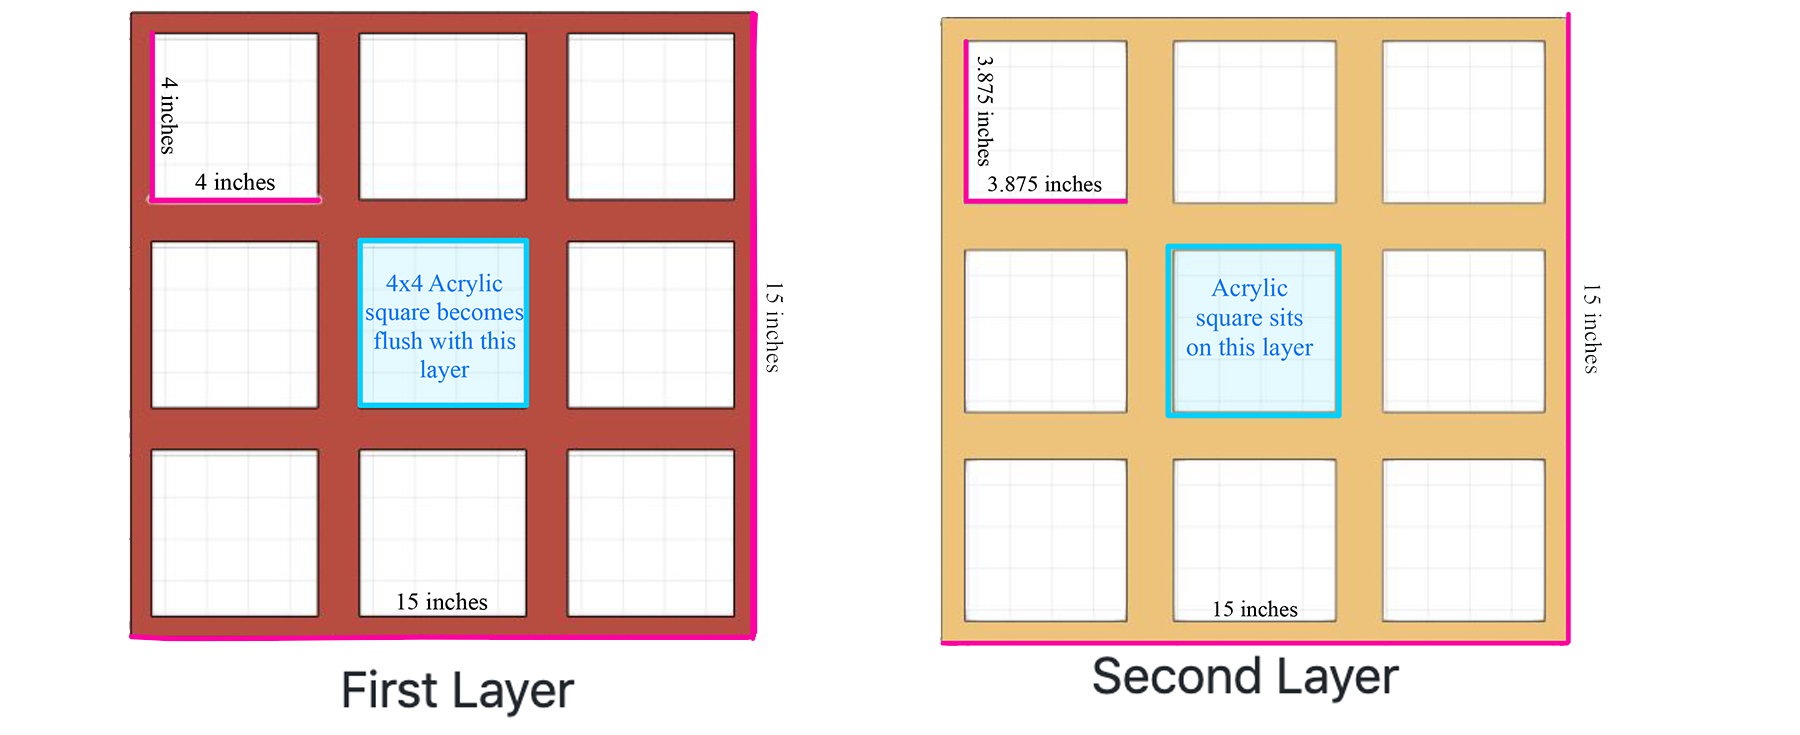 4 inches
4 inches
4x4 Acrylic
square becomes
flush with this
layer
15 inches
15 inches
First Layer
3.875 inches
3.875 inches
Acrylic
square sits
on this layer
15 inches
15 inches
Second Layer